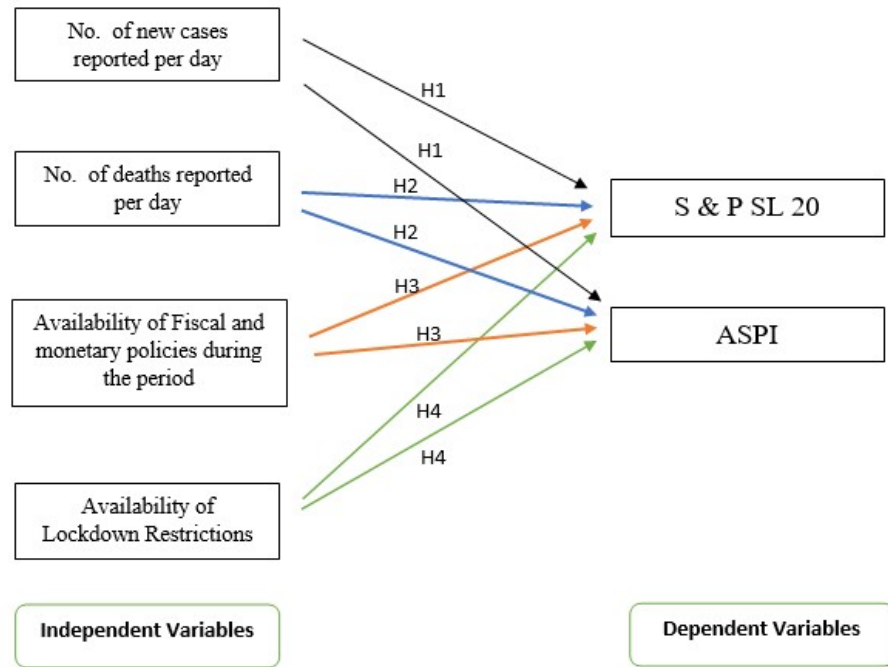 No. of new cases
reported per day
H1
H1
No. of deaths reported
per day
H2
H2
S & P SL 20
Availability of Fiscal and
monetary policies during
the period
H3
H3
ASPI
H4
H4
Availability of
Lockdown Restrictions
Independent Variables
Dependent Variables